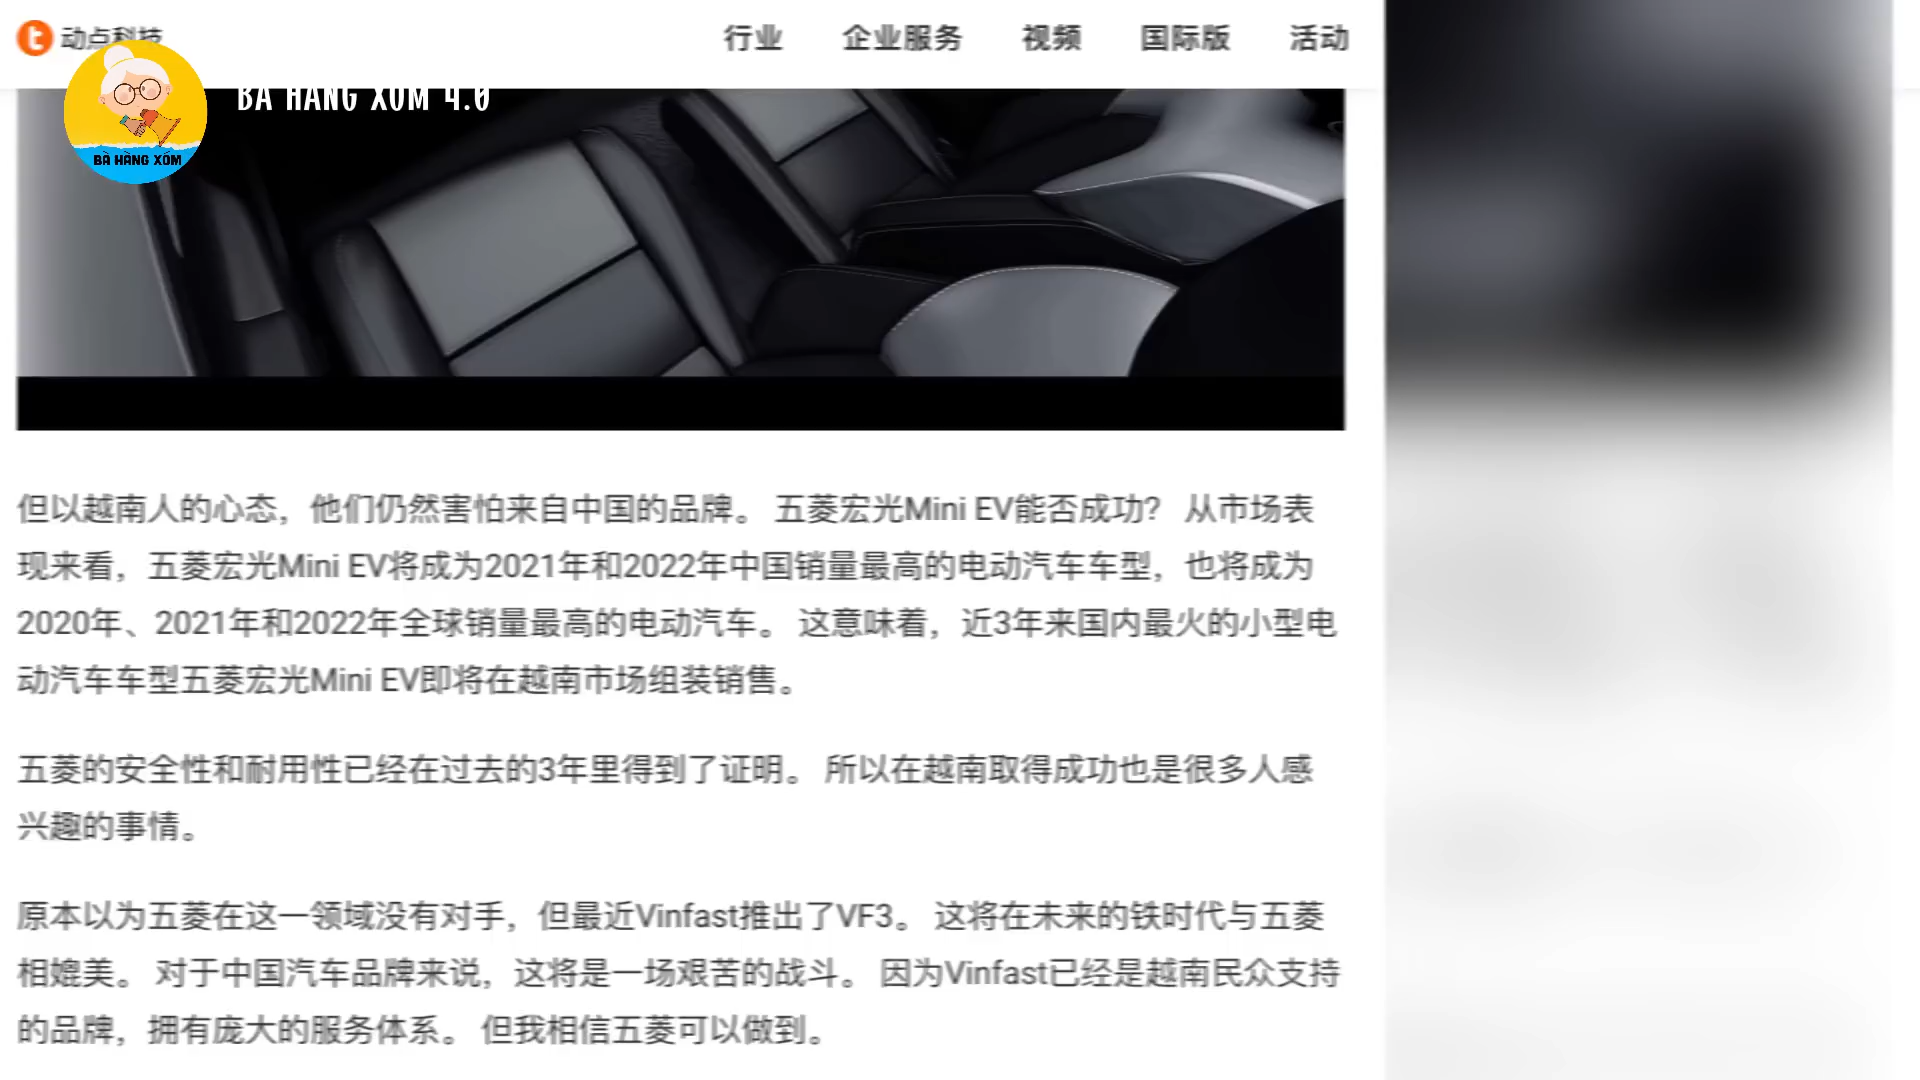 动点科技
行业 企业服务 视频 国际版 活动
BÀ HÀNG XÓM 4.0
BÀ HÀNG XÓM
但以越南人的心态，他们仍然害怕来自中国的品牌。 五菱宏光Mini EV能否成功？ 从市场表
现来看，五菱宏光Mini EV将成为2021年和2022年中国销量最高的电动汽车车型，也将成为
2020年、2021年和2022年全球销量最高的电动汽车。 这意味着，近3年来国内最火的小型电
动汽车车型五菱宏光Mini EV即将在越南市场组装销售。
五菱的安全性和耐用性已经在过去的3年里得到了证明。 所以在越南取得成功也是很多人感
兴趣的事情。
原本以为五菱在这一领域没有对手，但最近Vinfast推出了VF3。 这将在未来的铁时代与五菱
相媲美。 对于中国汽车品牌来说，这将是一场艰苦的战斗。 因为Vinfast已经是越南民众支持
的品牌，拥有庞大的服务体系。 但我相信五菱可以做到。